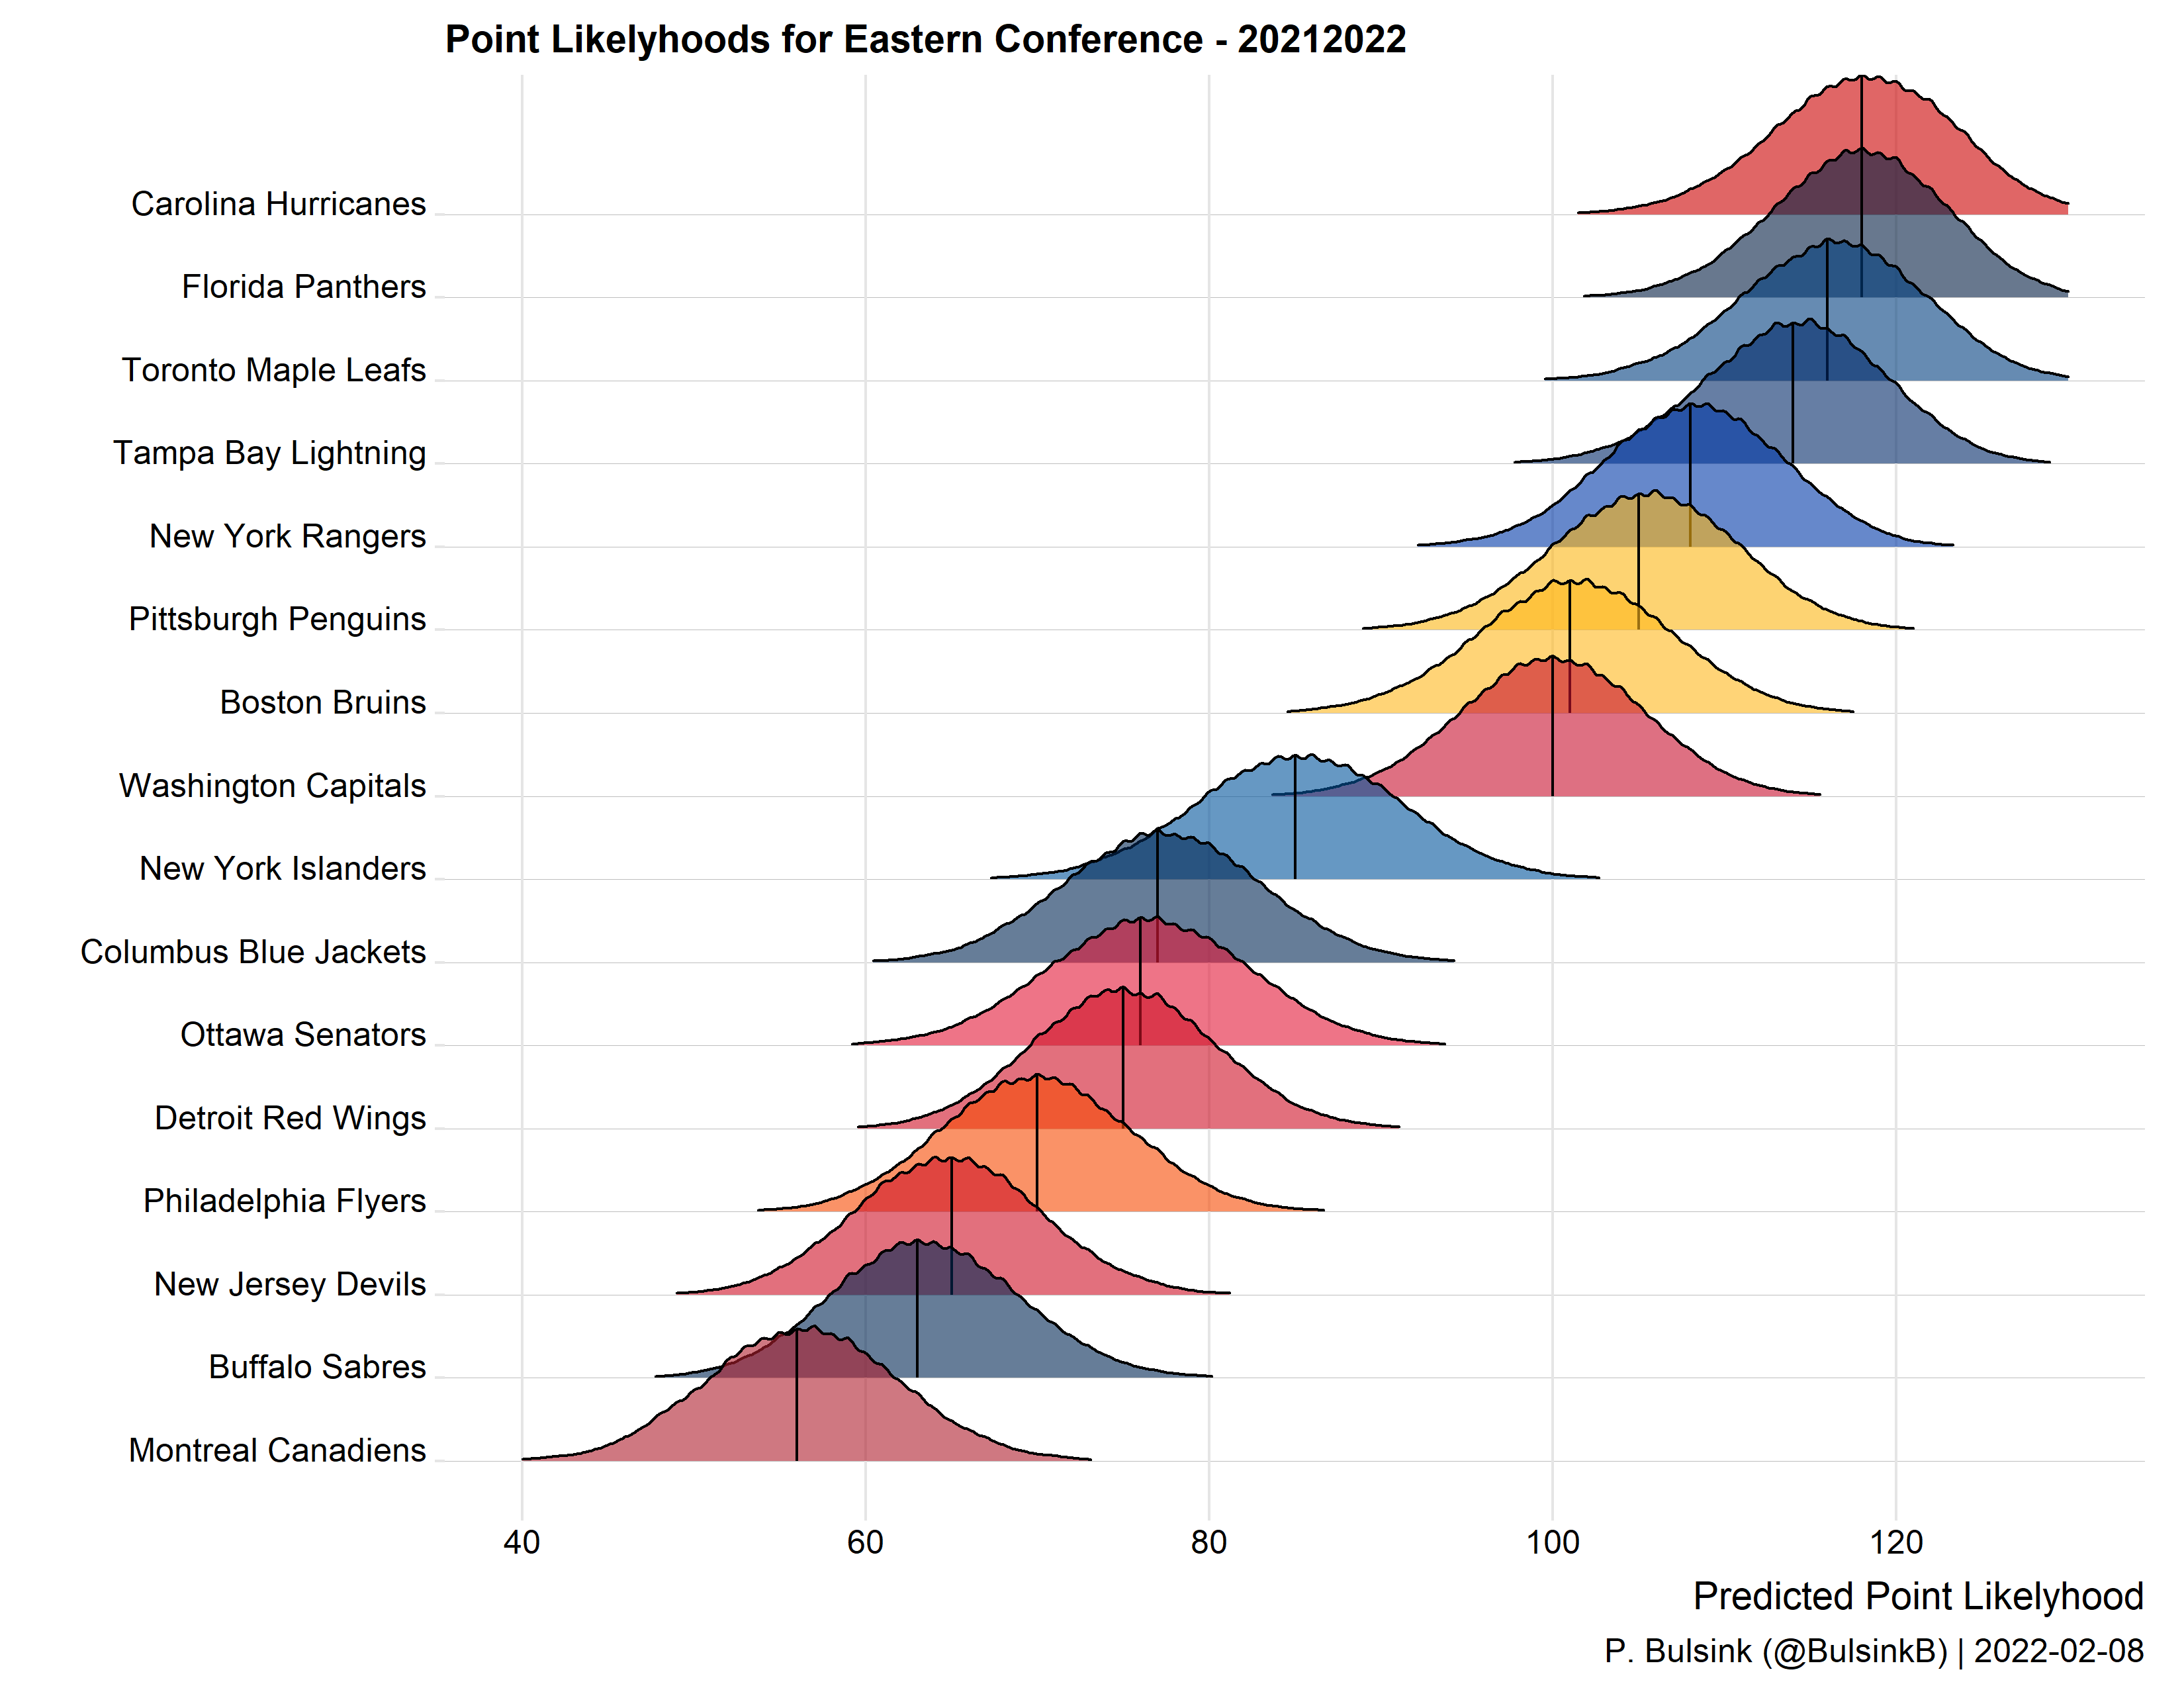 Point Likelyhoods for Eastern Conference - 20212022
Carolina Hurricanes
Florida Panthers
Toronto Maple Leafs
Tampa Bay Lightning
New York Rangers
Pittsburgh Penguins
Boston Bruins
Washington Capitals
New York Islanders
Columbus Blue Jackets
Ottawa Senators
Detroit Red Wings
Philadelphia Flyers
New Jersey Devils
Buffalo Sabres
Montreal Canadiens
40 60 80 100 120
Predicted Point Likelyhood
P. Bulsink (@BulsinkB) | 2022-02-08